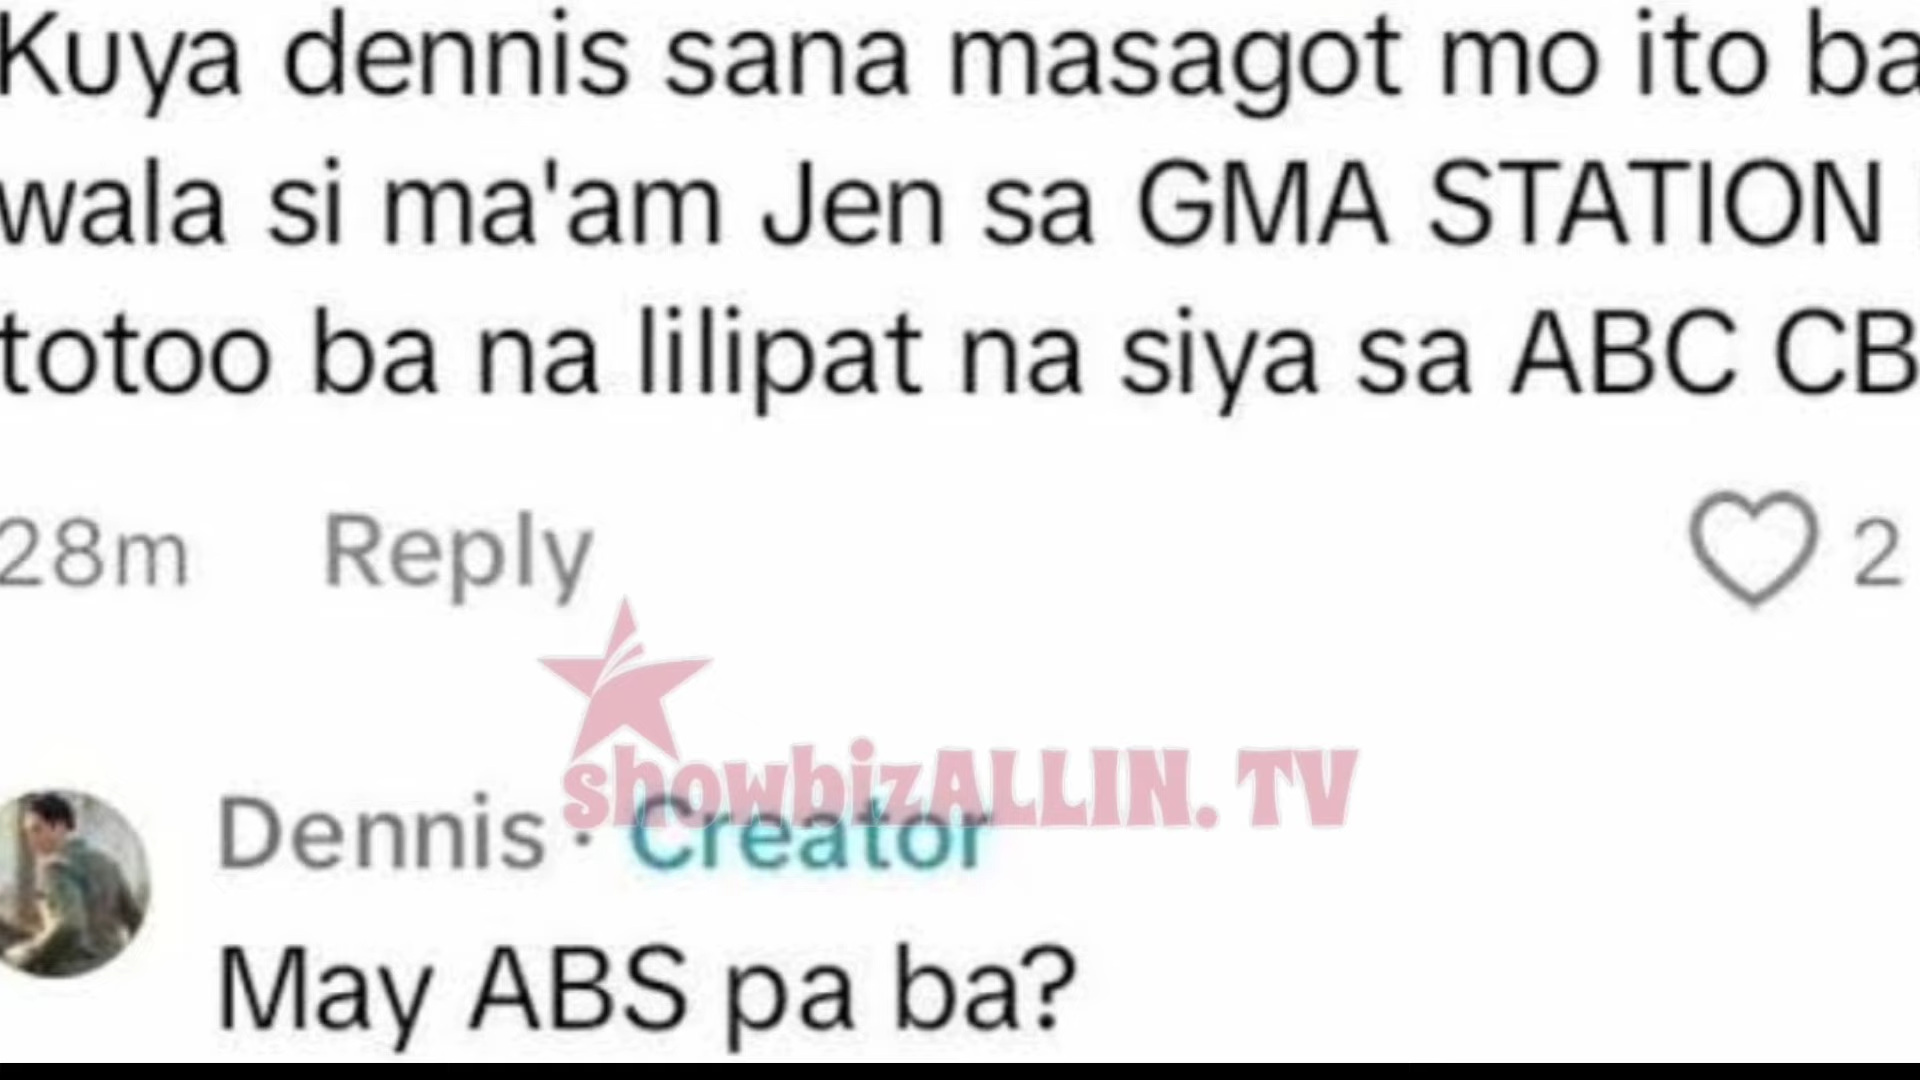 Kuya dennis sana masagot mo ito ba
wala si ma'am Jen sa GMA STATION
totoo ba na lilipat na siya sa ABC CB
28m Reply 2
showbizALLIN.TV
Dennis · Creator
May ABS pa ba?